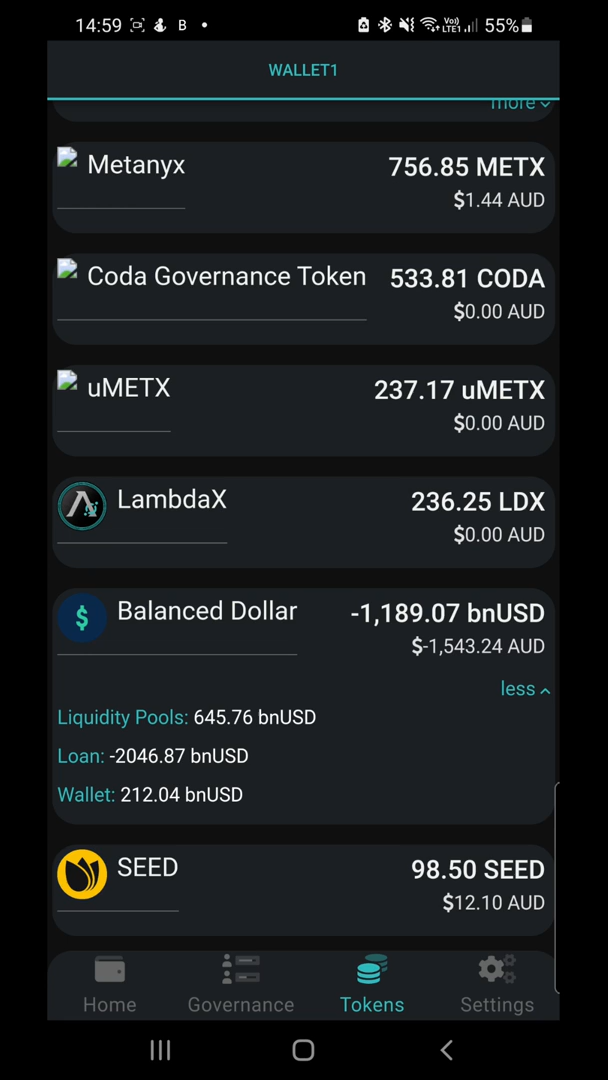 14:59 B 55%
Vo))
LTE1
WALLET1
more
Metanyx 756.85 METX
$1.44 AUD
Coda Governance Token 533.81 CODA
$0.00 AUD
uMETX 237.17 uMETX
$0.00 AUD
LambdaX 236.25 LDX
$0.00 AUD
Balanced Dollar -1,189.07 bnUSD
$-1,543.24 AUD
less
Liquidity Pools: 645.76 bnUSD
Loan: -2046.87 bnUSD
Wallet: 212.04 bnUSD
SEED 98.50 SEED
$12.10 AUD
Home Governance Tokens Settings